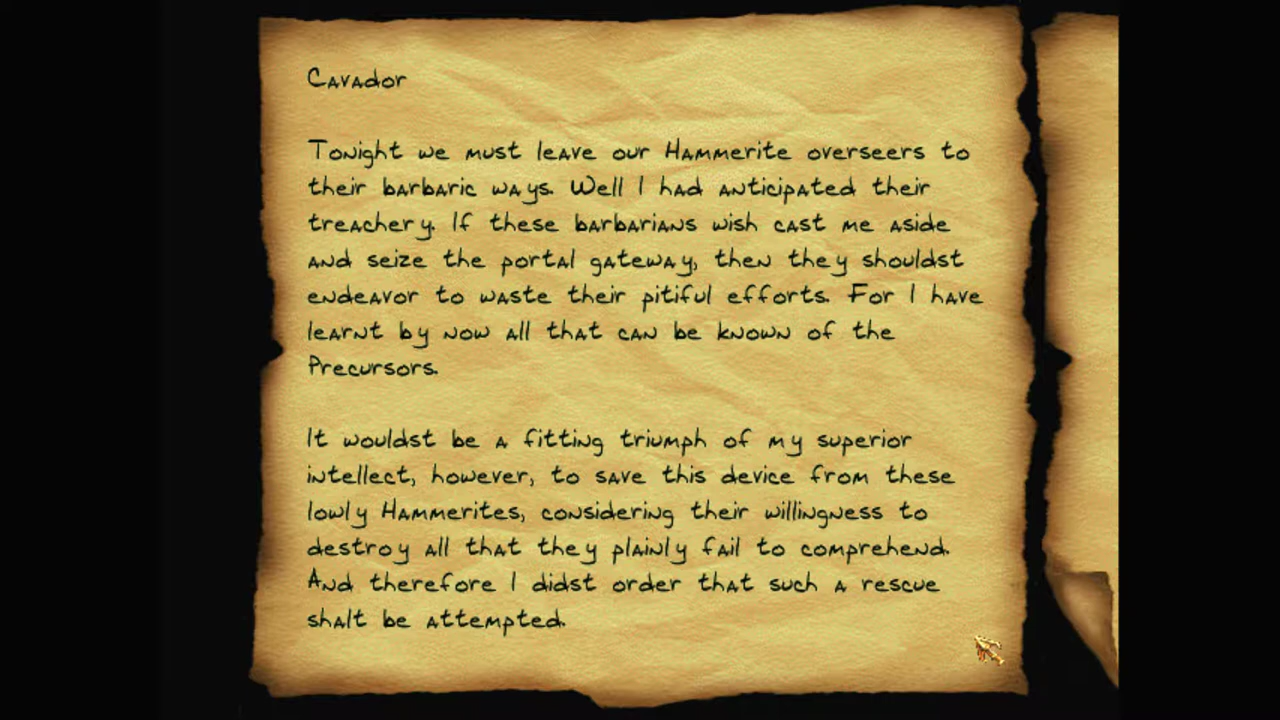 Cavador
Tonight we must leave our Hammerite overseers to
their barbaric ways. Well I had anticipated their
treachery. If these barbarians wish cast me aside
and seize the portal gateway, then they shouldst
endeavor to waste their pitiful efforts. For I have
learnt by now all that can be known of the
Precursors.
It wouldst be a fitting triumph of my superior
intellect, however, to save this device from these
lowly Hammerites, considering their willingness to
destroy all that they plainly fail to comprehend.
And therefore I didst order that such a rescue
shalt be attempted.